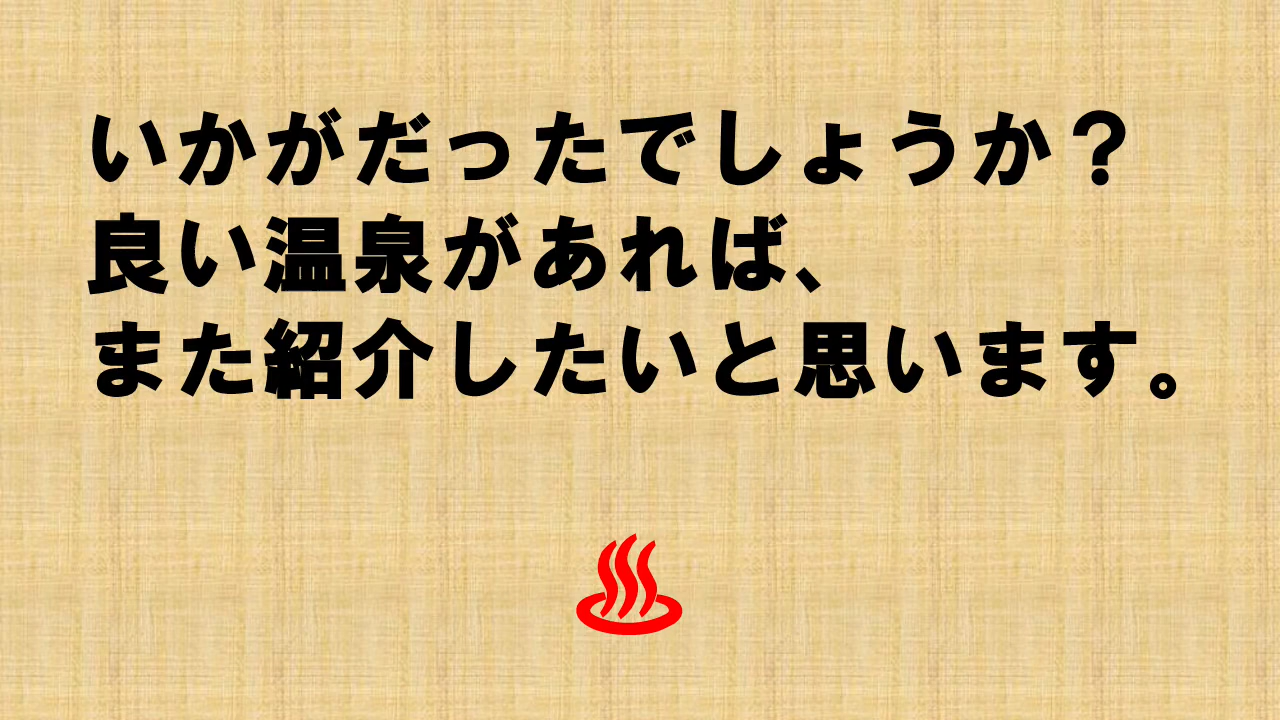 いかがだったでしょうか？
良い温泉があれば、
また紹介したいと思います。